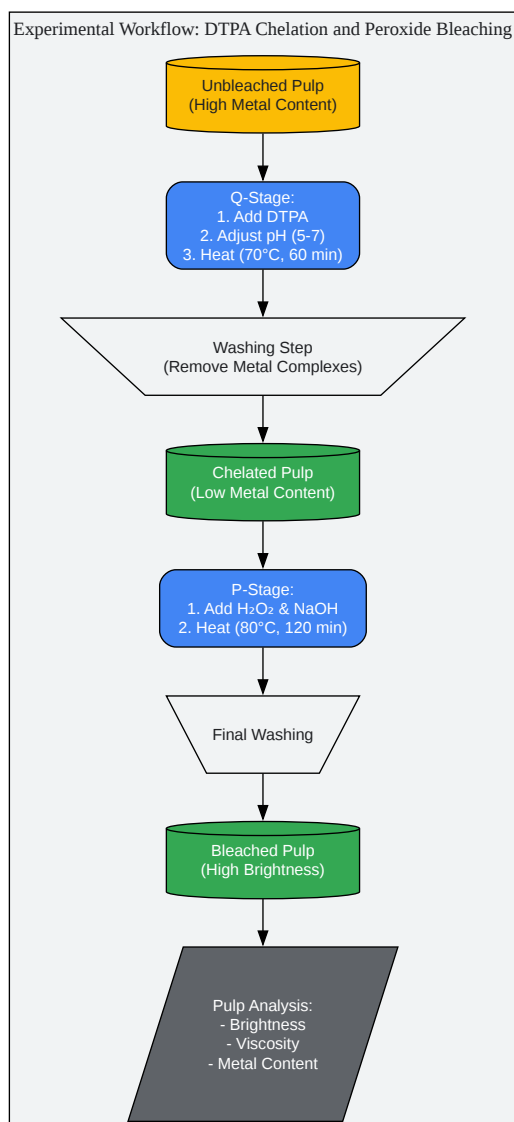 Experimental Workflow: DTPA Chelation and Peroxide Bleaching
Unbleached Pulp
(High Metal Content)
Q-Stage:
1. Add DTPA
2. Adjust pH (5-7)
3. Heat (70°C, 60 min)
Washing Step
(Remove Metal Complexes)
Chelated Pulp
(Low Metal Content)
P-Stage:
1. Add H₂O₂ & NaOH
2. Heat (80°C, 120 min)
Final Washing
Bleached Pulp
(High Brightness)
Pulp Analysis:
- Brightness
- Viscosity
- Metal Content